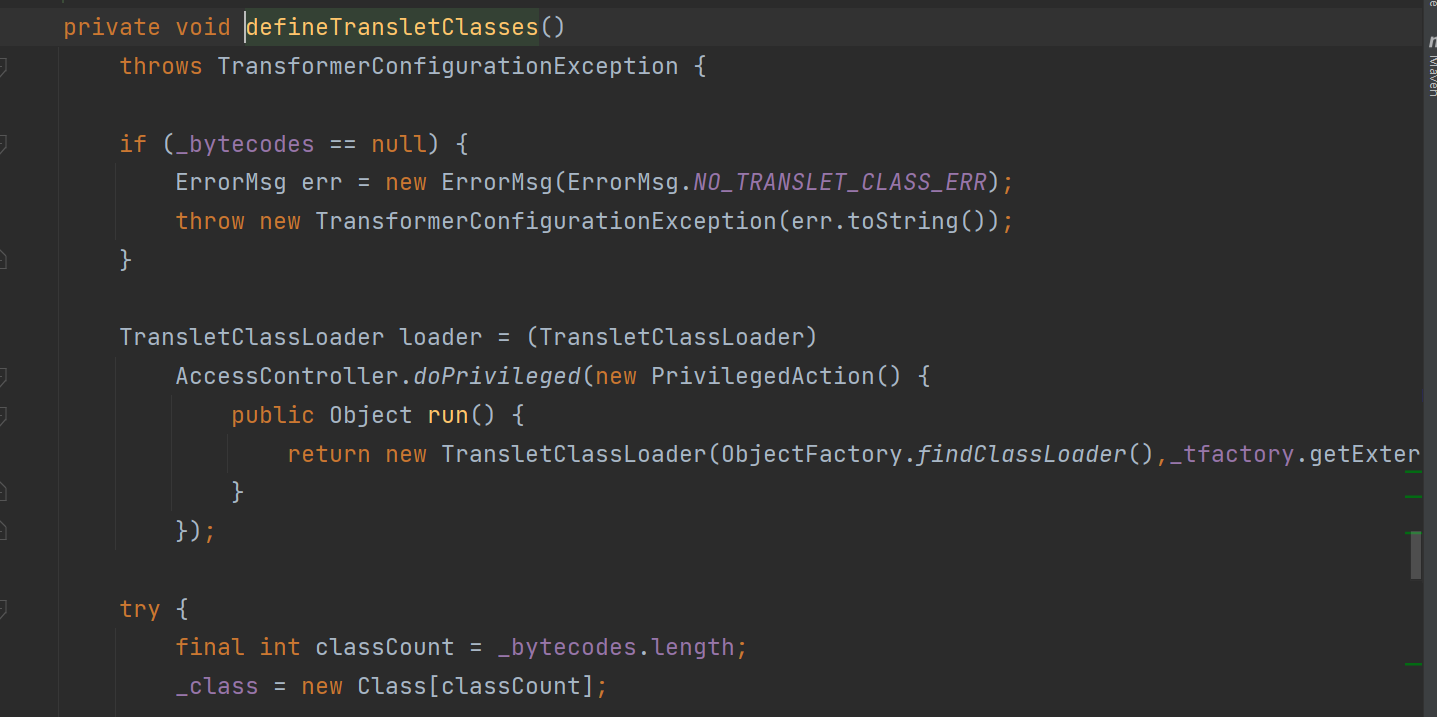 private void defineTransletClasses()
throws TransformerConfigurationException {
if (_bytecodes == null) {
ErrorMsg err = new ErrorMsg(ErrorMsg.NO_TRANSLET_CLASS_ERR);
throw new TransformerConfigurationException(err.toString());
}
TransletClassLoader loader = (TransletClassLoader)
AccessController.doPrivileged(new PrivilegedAction() {
public Object run() {
return new TransletClassLoader(ObjectFactory.findClassLoader(),_tfactory.getExter
}
});
try {
final int classCount = _bytecodes.length;
_class = new Class[classCount];
Maven